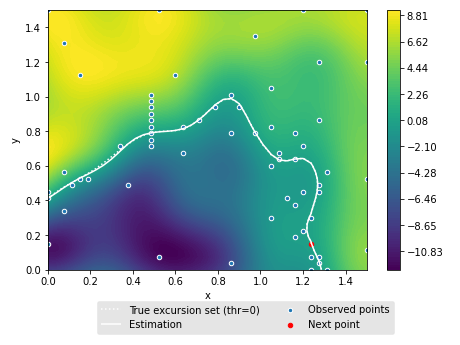 1.4
1.2
1.0
0.8
0.6
0.4
0.2
0.0
y
0.0 0.2 0.4 0.6 0.8 1.0 1.2 1.4
x
8.81
6.62
4.44
2.26
0.08
-2.10
-4.28
-6.46
-8.65
-10.83
True excursion set (thr=0)
Estimation
Observed points
Next point